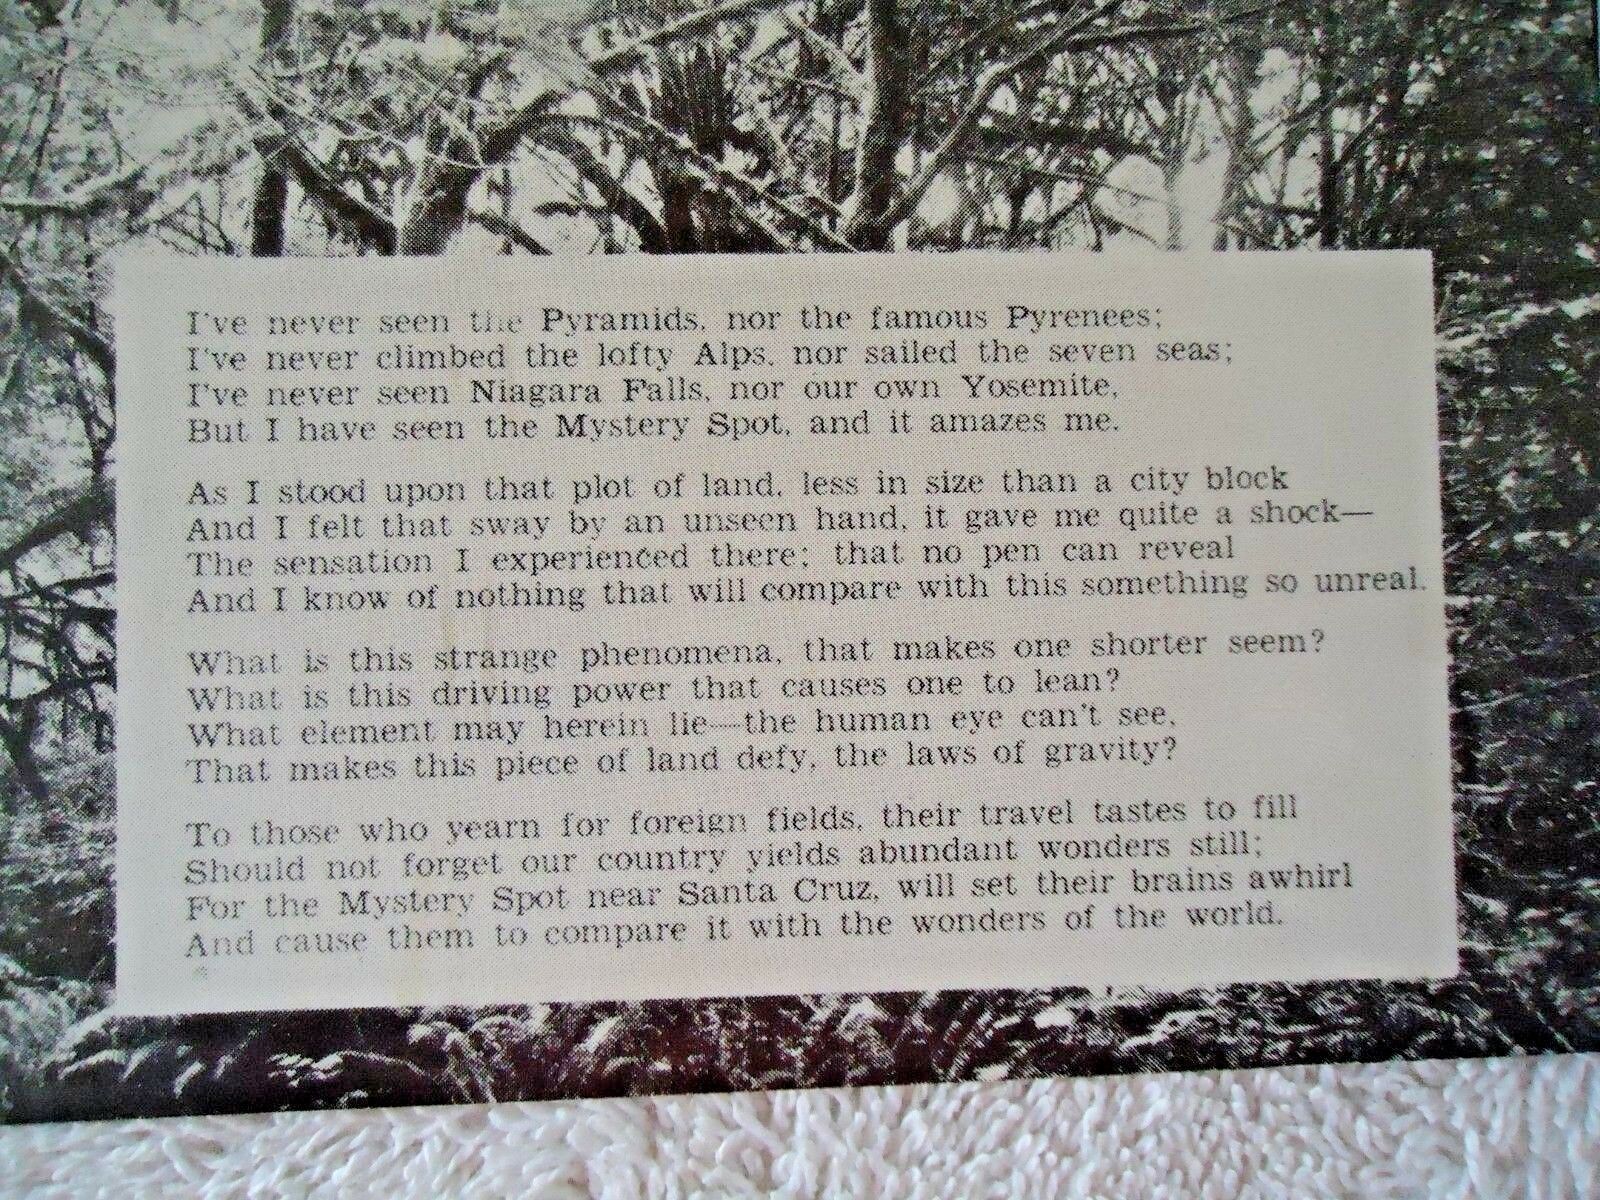 I've never seen the Pyramids, nor the famous Pyrenees;
I've never climbed the lofty Alps, nor sailed the seven seas;
I've never seen Niagara Falls, nor our own Yosemite,
But I have seen the Mystery Spot, and it amazes me.
As I stood upon that plot of land, less in size than a city block
And I felt that sway by an unseen hand, it gave me quite a shock—
The sensation I experienced there; that no pen can reveal
And I know of nothing that will compare with this something so unreal.
What is this strange phenomena, that makes one shorter seem?
What is this driving power that causes one to lean?
What element may herein lie—the human eye can't see,
That makes this piece of land defy, the laws of gravity?
To those who yearn for foreign fields, their travel tastes to fill
Should not forget our country yields abundant wonders still;
For the Mystery Spot near Santa Cruz, will set their brains awhirl
And cause them to compare it with the wonders of the world.